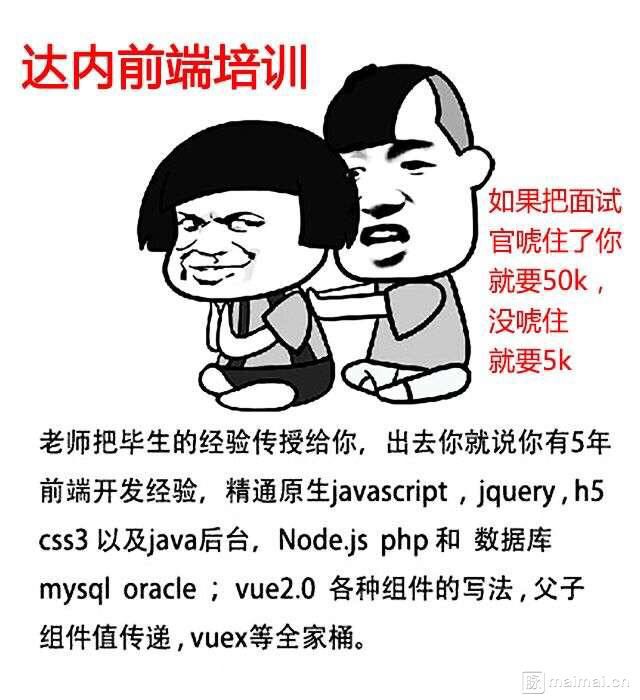 达内前端培训
如果把面试
官唬住了你
就要50k，
没唬住
就要5k
老师把毕生的经验传授给你，出去你就说你有5年
前端开发经验，精通原生javascript，jquery,h5
css3 以及java后台，Node.js php 和 数据库
mysql oracle ；vue2.0 各种组件的写法,父子
组件值传递,vuex等全家桶。
脉 maimai.cn